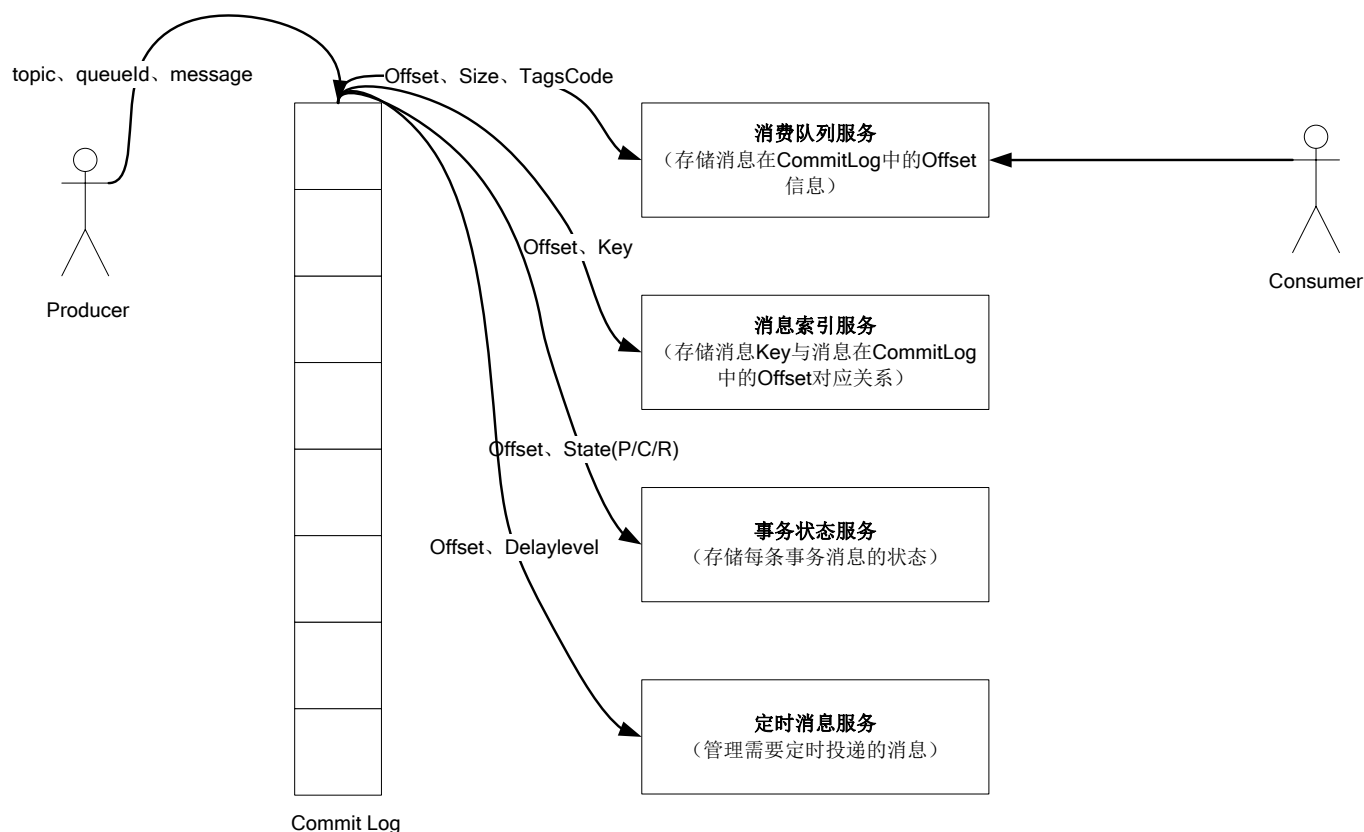 topic、queueId、message
Offset、Size、TagsCode
消费队列服务
（存储消息在CommitLog中的Offset
信息）
Producer
Consumer
Offset、Key
消息索引服务
（存储消息Key与消息在CommitLog
中的Offset对应关系）
Offset、State(P/C/R)
事务状态服务
（存储每条事务消息的状态）
Offset、Delaylevel
定时消息服务
（管理需要定时投递的消息）
Commit Log